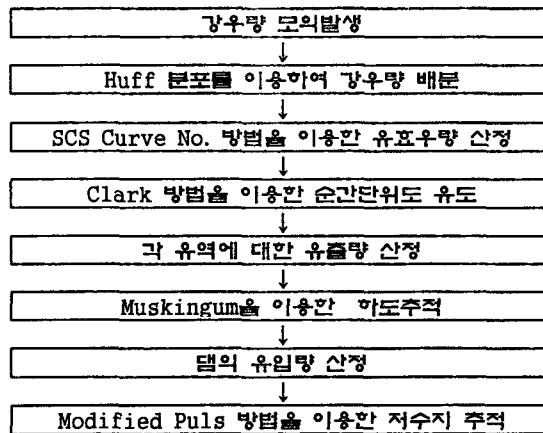 강우량 모의발생
↓
Huff 분포를 이용하여 강우량 배분
↓
SCS Curve No. 방법을 이용한 유효우량 산정
↓
Clark 방법을 이용한 순간단위도 유도
↓
각 유역에 대한 유출량 산정
↓
Muskingum을 이용한 하도추적
↓
댐의 유입량 산정
↓
Modified Puls 방법을 이용한 저수지 추적